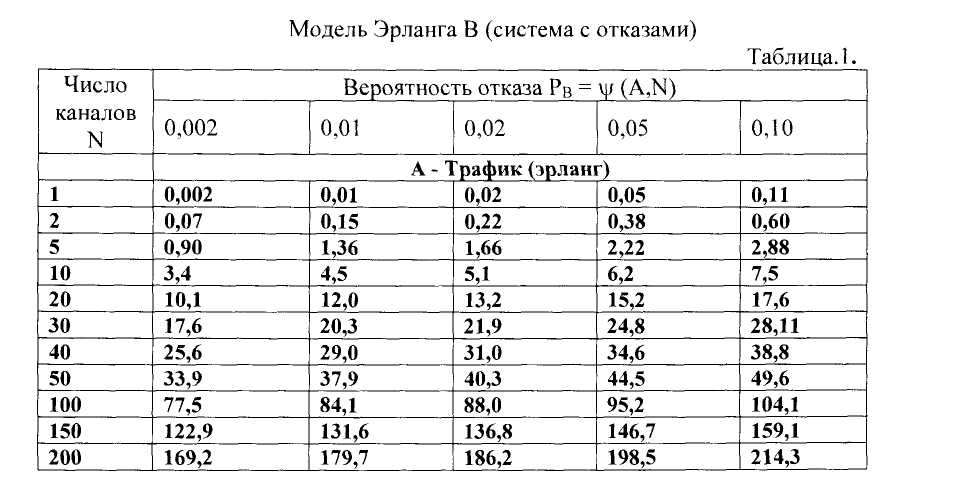 Модель Эрланга В (система с отказами)
Таблица.1.
Число каналов N | Вероятность отказа PВ = ψ (A,N)
0,002 | 0,01 | 0,02 | 0,05 | 0,10
А - Трафик (эрланг)
1 | 0,002 | 0,01 | 0,02 | 0,05 | 0,11
2 | 0,07 | 0,15 | 0,22 | 0,38 | 0,60
5 | 0,90 | 1,36 | 1,66 | 2,22 | 2,88
10 | 3,4 | 4,5 | 5,1 | 6,2 | 7,5
20 | 10,1 | 12,0 | 13,2 | 15,2 | 17,6
30 | 17,6 | 20,3 | 21,9 | 24,8 | 28,11
40 | 25,6 | 29,0 | 31,0 | 34,6 | 38,8
50 | 33,9 | 37,9 | 40,3 | 44,5 | 49,6
100 | 77,5 | 84,1 | 88,0 | 95,2 | 104,1
150 | 122,9 | 131,6 | 136,8 | 146,7 | 159,1
200 | 169,2 | 179,7 | 186,2 | 198,5 | 214,3